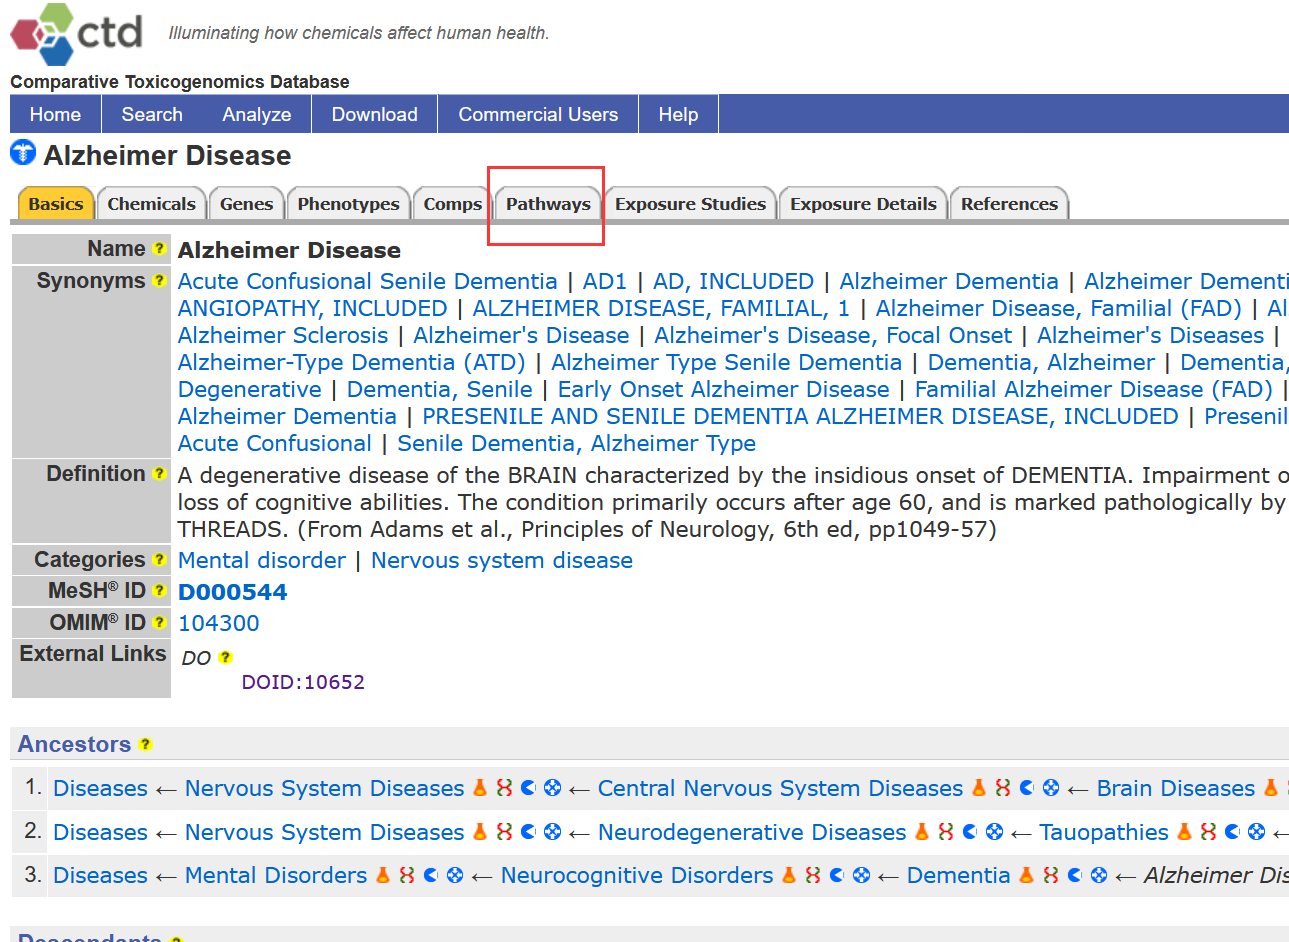 ctd Illuminating how chemicals affect human health.
Comparative Toxicogenomics Database
Home Search Analyze Download Commercial Users Help
Alzheimer Disease
Basics Chemicals Genes Phenotypes Comps Pathways Exposure Studies Exposure Details References
Name ? Alzheimer Disease
Synonyms ? Acute Confusional Senile Dementia | AD1 | AD, INCLUDED | Alzheimer Dementia | Alzheimer Dementi
ANGIOPATHY, INCLUDED | ALZHEIMER DISEASE, FAMILIAL, 1 | Alzheimer Disease, Familial (FAD) | Al
Alzheimer Sclerosis | Alzheimer's Disease | Alzheimer's Disease, Focal Onset | Alzheimer's Diseases |
Alzheimer-Type Dementia (ATD) | Alzheimer Type Senile Dementia | Dementia, Alzheimer | Dementia,
Degenerative | Dementia, Senile | Early Onset Alzheimer Disease | Familial Alzheimer Disease (FAD) |
Alzheimer Dementia | PRESENILE AND SENILE DEMENTIA ALZHEIMER DISEASE, INCLUDED | Presenil
Acute Confusional | Senile Dementia, Alzheimer Type
Definition ? A degenerative disease of the BRAIN characterized by the insidious onset of DEMENTIA. Impairment o
loss of cognitive abilities. The condition primarily occurs after age 60, and is marked pathologically by
THREADS. (From Adams et al., Principles of Neurology, 6th ed, pp1049-57)
Categories ? Mental disorder | Nervous system disease
MeSH® ID ? D000544
OMIM® ID ? 104300
External Links DO ?
DOID:10652
Ancestors ?
1. Diseases ← Nervous System Diseases ← Central Nervous System Diseases ← Brain Diseases
2. Diseases ← Nervous System Diseases ← Neurodegenerative Diseases ← Tauopathies ←
3. Diseases ← Mental Disorders ← Neurocognitive Disorders ← Dementia ← Alzheimer Dis
Descendants ?